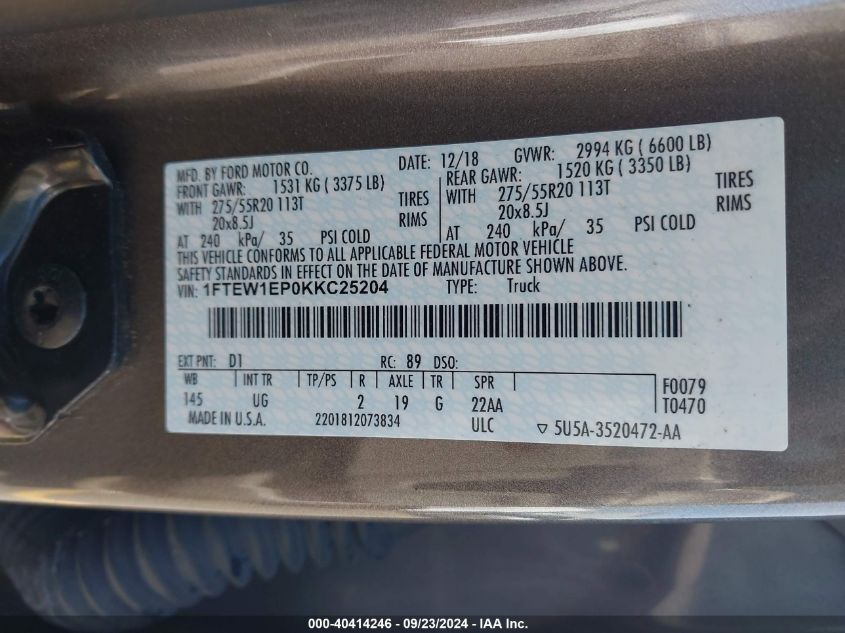 MFD. BY FORD MOTOR CO.
DATE: 12/18 GVWR: 2994 KG ( 6600 LB)
FRONT GAWR: 1531 KG ( 3375 LB)
REAR GAWR: 1520 KG ( 3350 LB)
WITH 275/55R20 113T TIRES
WITH 275/55R20 113T TIRES
20x8.5J RIMS
20x8.5J RIMS
AT 240 kPa/ 35 PSI COLD
AT 240 kPa/ 35 PSI COLD
THIS VEHICLE CONFORMS TO ALL APPLICABLE FEDERAL MOTOR VEHICLE
SAFETY STANDARDS IN EFFECT ON THE DATE OF MANUFACTURE SHOWN ABOVE.
VIN: 1FTEW1EP0KKC25204 TYPE: Truck
EXT PNT: D1 RC: 89 DSO:
WB INT TR TP/PS R AXLE TR SPR F0079
145 UG 2 19 G 22AA T0470
MADE IN U.S.A. 2201812073834 ULC ▽ 5U5A-3520472-AA
000-40414246 - 09/23/2024 - IAA Inc.